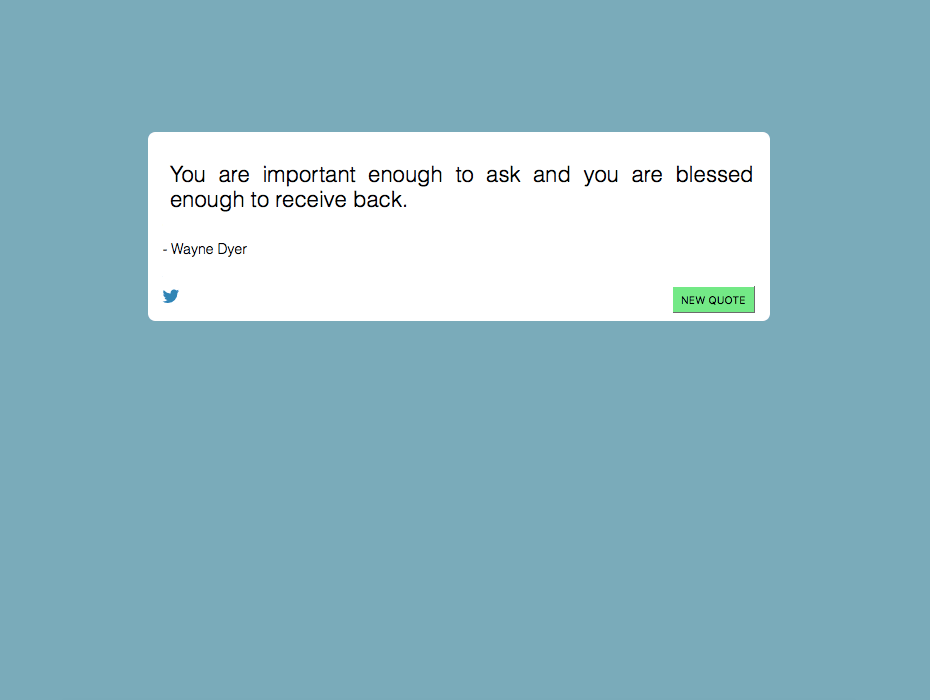 You are important enough to ask and you are blessed
enough to receive back.
- Wayne Dyer
NEW QUOTE